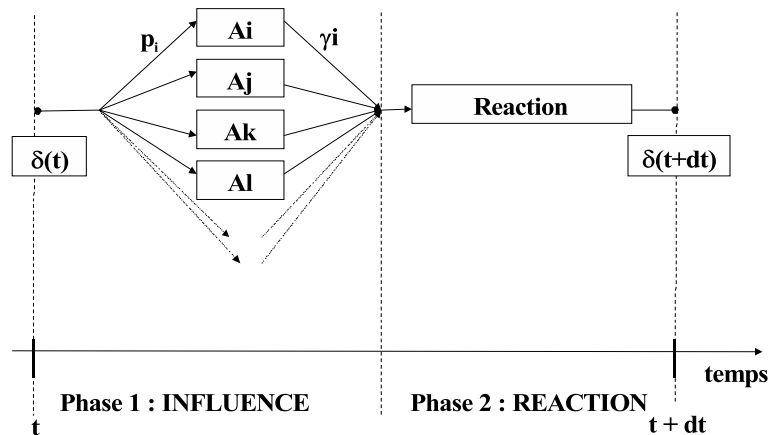 Ai
pi
γi
Aj
Reaction
Ak
δ(t)
δ(t+dt)
Al
temps
Phase 1 : INFLUENCE
Phase 2 : REACTION
t
t + dt